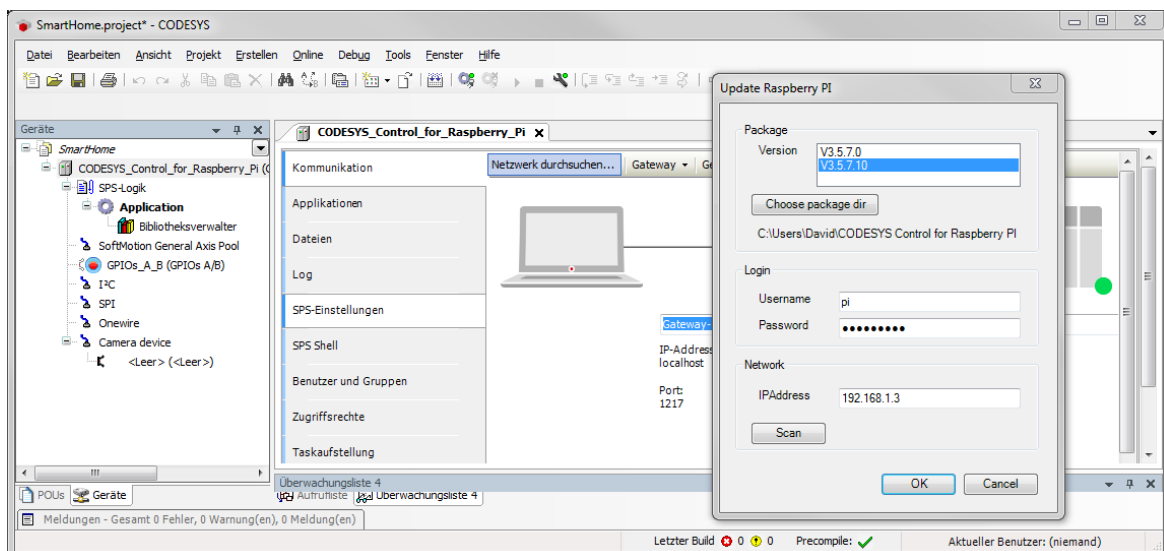 SmartHome.project* - CODESYS
Datei Bearbeiten Ansicht Projekt Erstellen Online Debug Tools Fenster Hilfe
Geräte
SmartHome
CODESYS_Control_for_Raspberry_Pi (
SPS-Logik
Application
Bibliotheksverwalter
SoftMotion General Axis Pool
GPIOs_A_B (GPIOs A/B)
I²C
SPI
Onewire
Camera device
<Leer> (<Leer>)
POUs Geräte
CODESYS_Control_for_Raspberry_Pi
Kommunikation
Applikationen
Dateien
Log
SPS-Einstellungen
SPS Shell
Benutzer und Gruppen
Zugriffsrechte
Taskaufstellung
Netzwerk durchsuchen... Gateway
Gateway-
IP-Address
localhost
Port:
1217
Update Raspberry PI
Package
Version
V3.5.7.0
V3.5.7.10
Choose package dir
C:\Users\David\CODESYS Control for Raspberry PI
Login
Username pi
Password
Network
IPAddress 192.168.1.3
Scan
OK Cancel
Überwachungsliste 4
Aufrufliste Überwachungsliste 4
Meldungen - Gesamt 0 Fehler, 0 Warnung(en), 0 Meldung(en)
Letzter Build 0 0 Precompile: Aktueller Benutzer: (niemand)